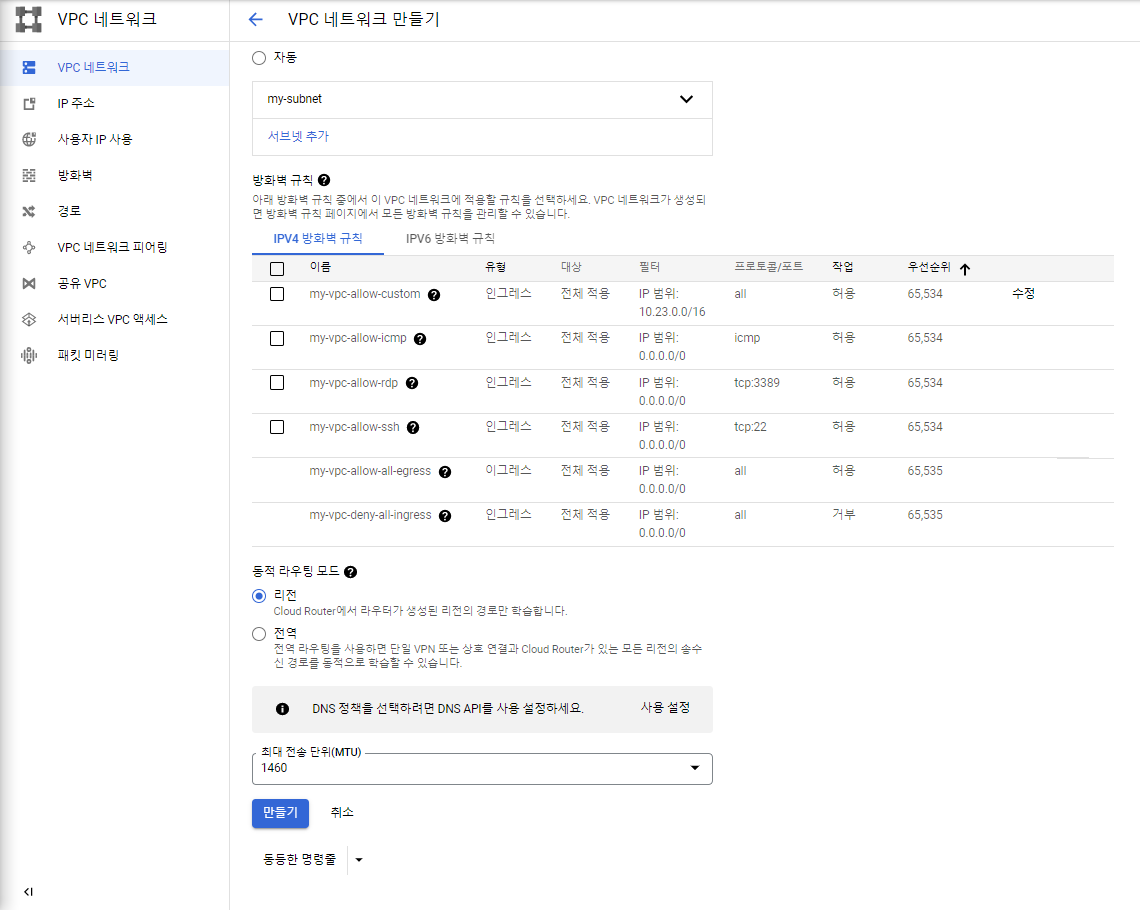 VPC 네트워크
VPC 네트워크 만들기
VPC 네트워크
IP 주소
사용자 IP 사용
방화벽
경로
VPC 네트워크 피어링
공유 VPC
서버리스 VPC 액세스
패킷 미러링
자동
my-subnet
서브넷 추가
방화벽 규칙
아래 방화벽 규칙 중에서 이 VPC 네트워크에 적용할 규칙을 선택하세요. VPC 네트워크가 생성되
면 방화벽 규칙 페이지에서 모든 방화벽 규칙을 관리할 수 있습니다.
IPV4 방화벽 규칙 IPV6 방화벽 규칙
이름 유형 대상 필터 프로토콜/포트 작업 우선순위
my-vpc-allow-custom 인그레스 전체 적용 IP 범위: all 허용 65,534 수정
10.23.0.0/16
my-vpc-allow-icmp 인그레스 전체 적용 IP 범위: icmp 허용 65,534
0.0.0.0/0
my-vpc-allow-rdp 인그레스 전체 적용 IP 범위: tcp:3389 허용 65,534
0.0.0.0/0
my-vpc-allow-ssh 인그레스 전체 적용 IP 범위: tcp:22 허용 65,534
0.0.0.0/0
my-vpc-allow-all-egress 이그레스 전체 적용 IP 범위: all 허용 65,535
0.0.0.0/0
my-vpc-deny-all-ingress 인그레스 전체 적용 IP 범위: all 거부 65,535
0.0.0.0/0
동적 라우팅 모드
리전
Cloud Router에서 라우터가 생성된 리전의 경로만 학습합니다.
전역
전역 라우팅을 사용하면 단일 VPN 또는 상호 연결과 Cloud Router가 있는 모든 리전의 송수
신 경로를 동적으로 학습할 수 있습니다.
DNS 정책을 선택하려면 DNS API를 사용 설정하세요. 사용 설정
최대 전송 단위(MTU)
1460
만들기 취소
동등한 명령줄